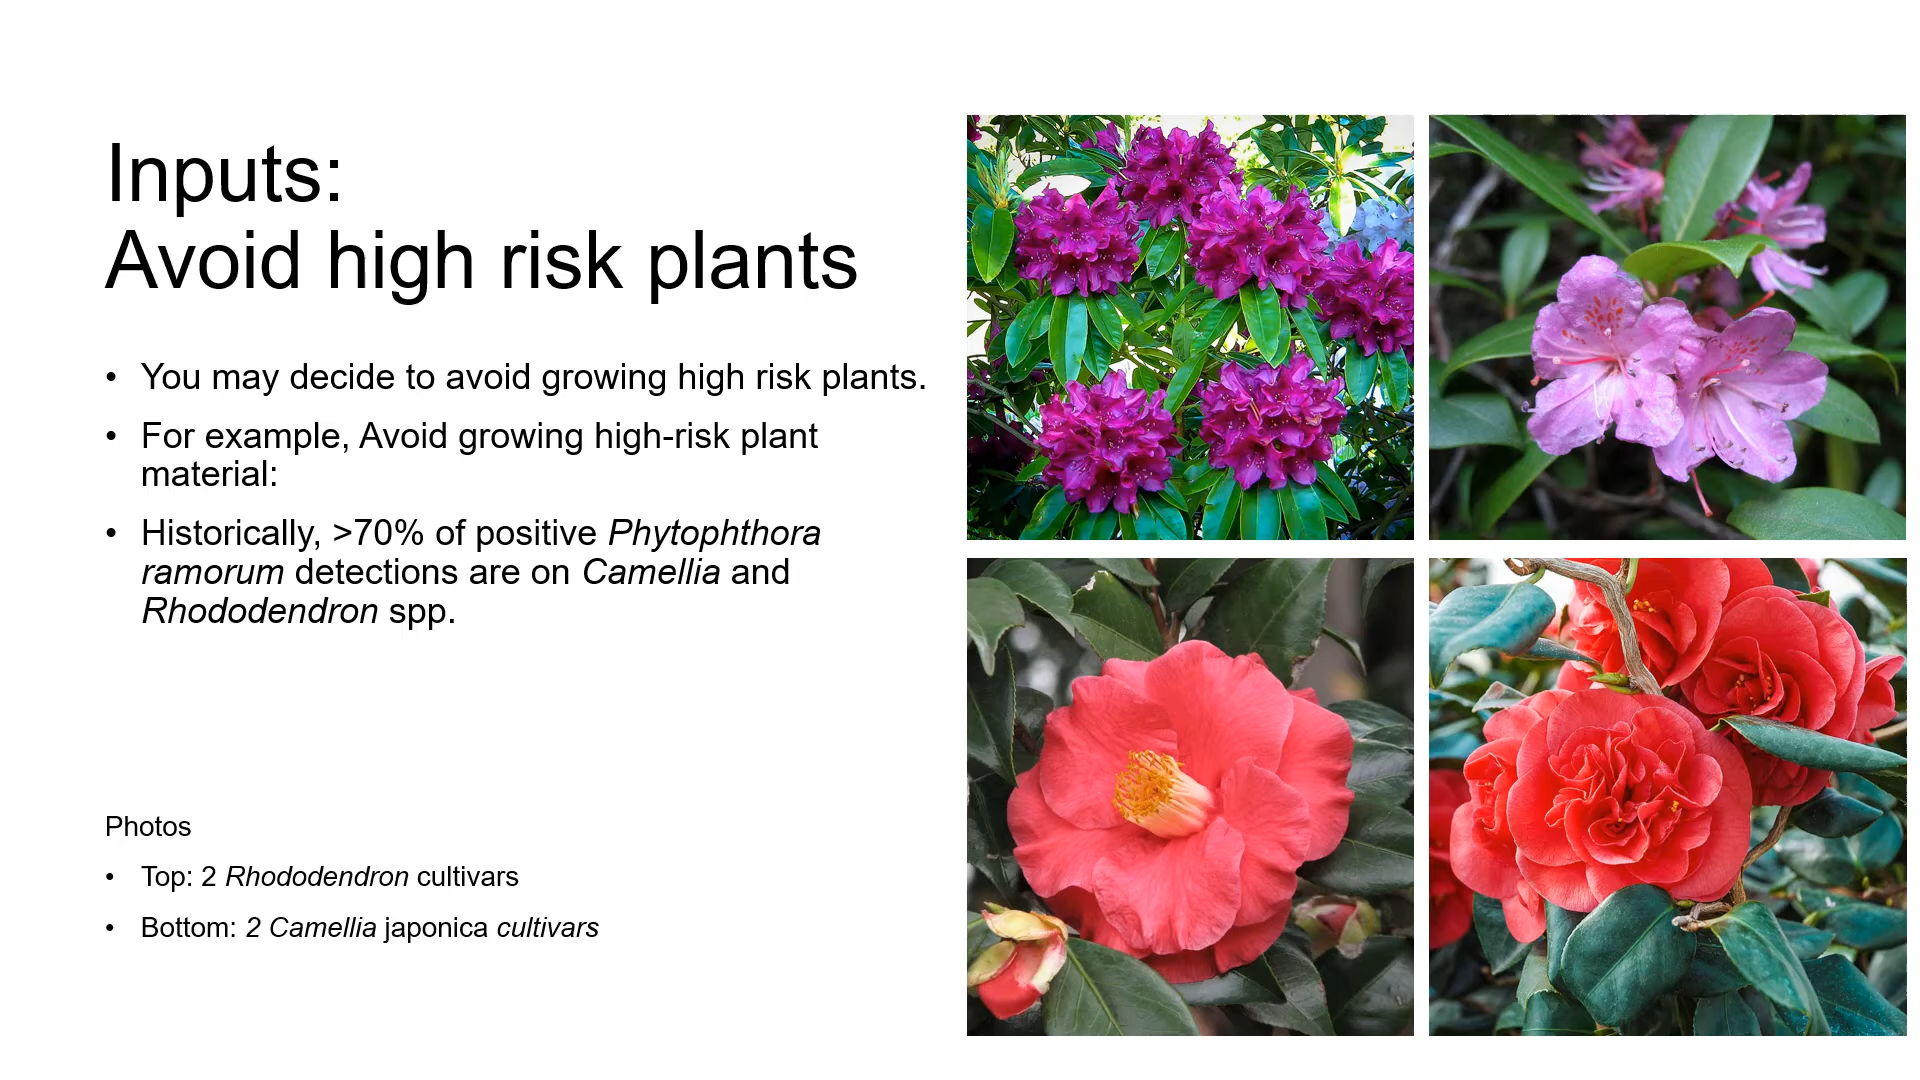 Inputs:
Avoid high risk plants
• You may decide to avoid growing high risk plants.
• For example, Avoid growing high-risk plant
material:
• Historically, >70% of positive Phytophthora
ramorum detections are on Camellia and
Rhododendron spp.
Photos
• Top: 2 Rhododendron cultivars
• Bottom: 2 Camellia japonica cultivars